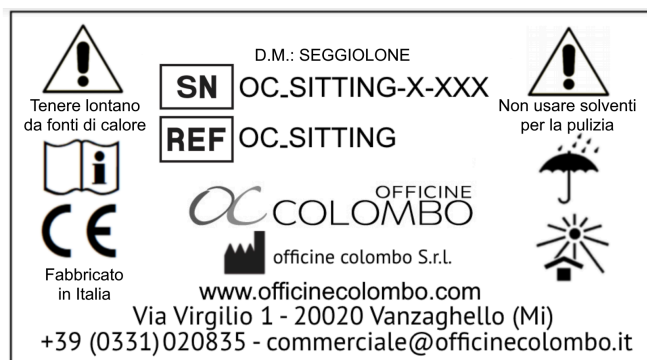 D.M.: SEGGIOLONE
SN OC_SITTING-X-XXX
REF OC_SITTING
Tenere lontano
da fonti di calore
Non usare solventi
per la pulizia
i
CE
Fabbricato
in Italia
OC OFFICINE
COLOMBO
officine colombo S.r.l.
www.officinecolombo.com
Via Virgilio 1 - 20020 Vanzaghello (Mi)
+39 (0331)020835 - commerciale@officinecolombo.it